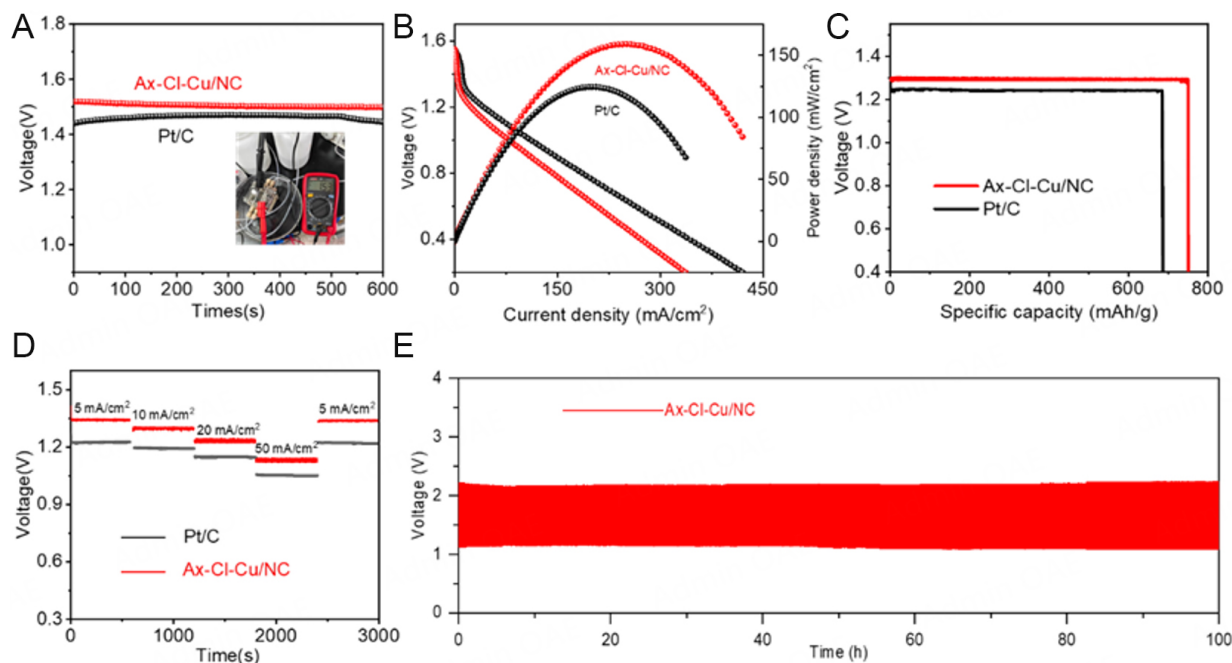 A
Voltage(V)
1.8
1.6
1.4
1.2
1.0
Ax-Cl-Cu/NC
Pt/C
0 100 200 300 400 500 600
Times(s)
B
Voltage (V)
1.6
1.2
0.8
0.4
Ax-Cl-Cu/NC
Pt/C
150
100
50
0
Power density (mW/cm²)
0 150 300 450
Current density (mA/cm²)
C
Voltage (V)
1.4
1.2
1.0
0.8
0.6
0.4
Ax-Cl-Cu/NC
Pt/C
0 200 400 600 800
Specific capacity (mAh/g)
D
Voltage(V)
1.5
1.2
0.9
0.6
0.3
5 mA/cm²
10 mA/cm²
20 mA/cm²
50 mA/cm²
5 mA/cm²
Pt/C
Ax-Cl-Cu/NC
0 1000 2000 3000
Time(s)
E
Voltage (V)
4
3
2
1
0
Ax-Cl-Cu/NC
0 20 40 60 80 100
Time (h)